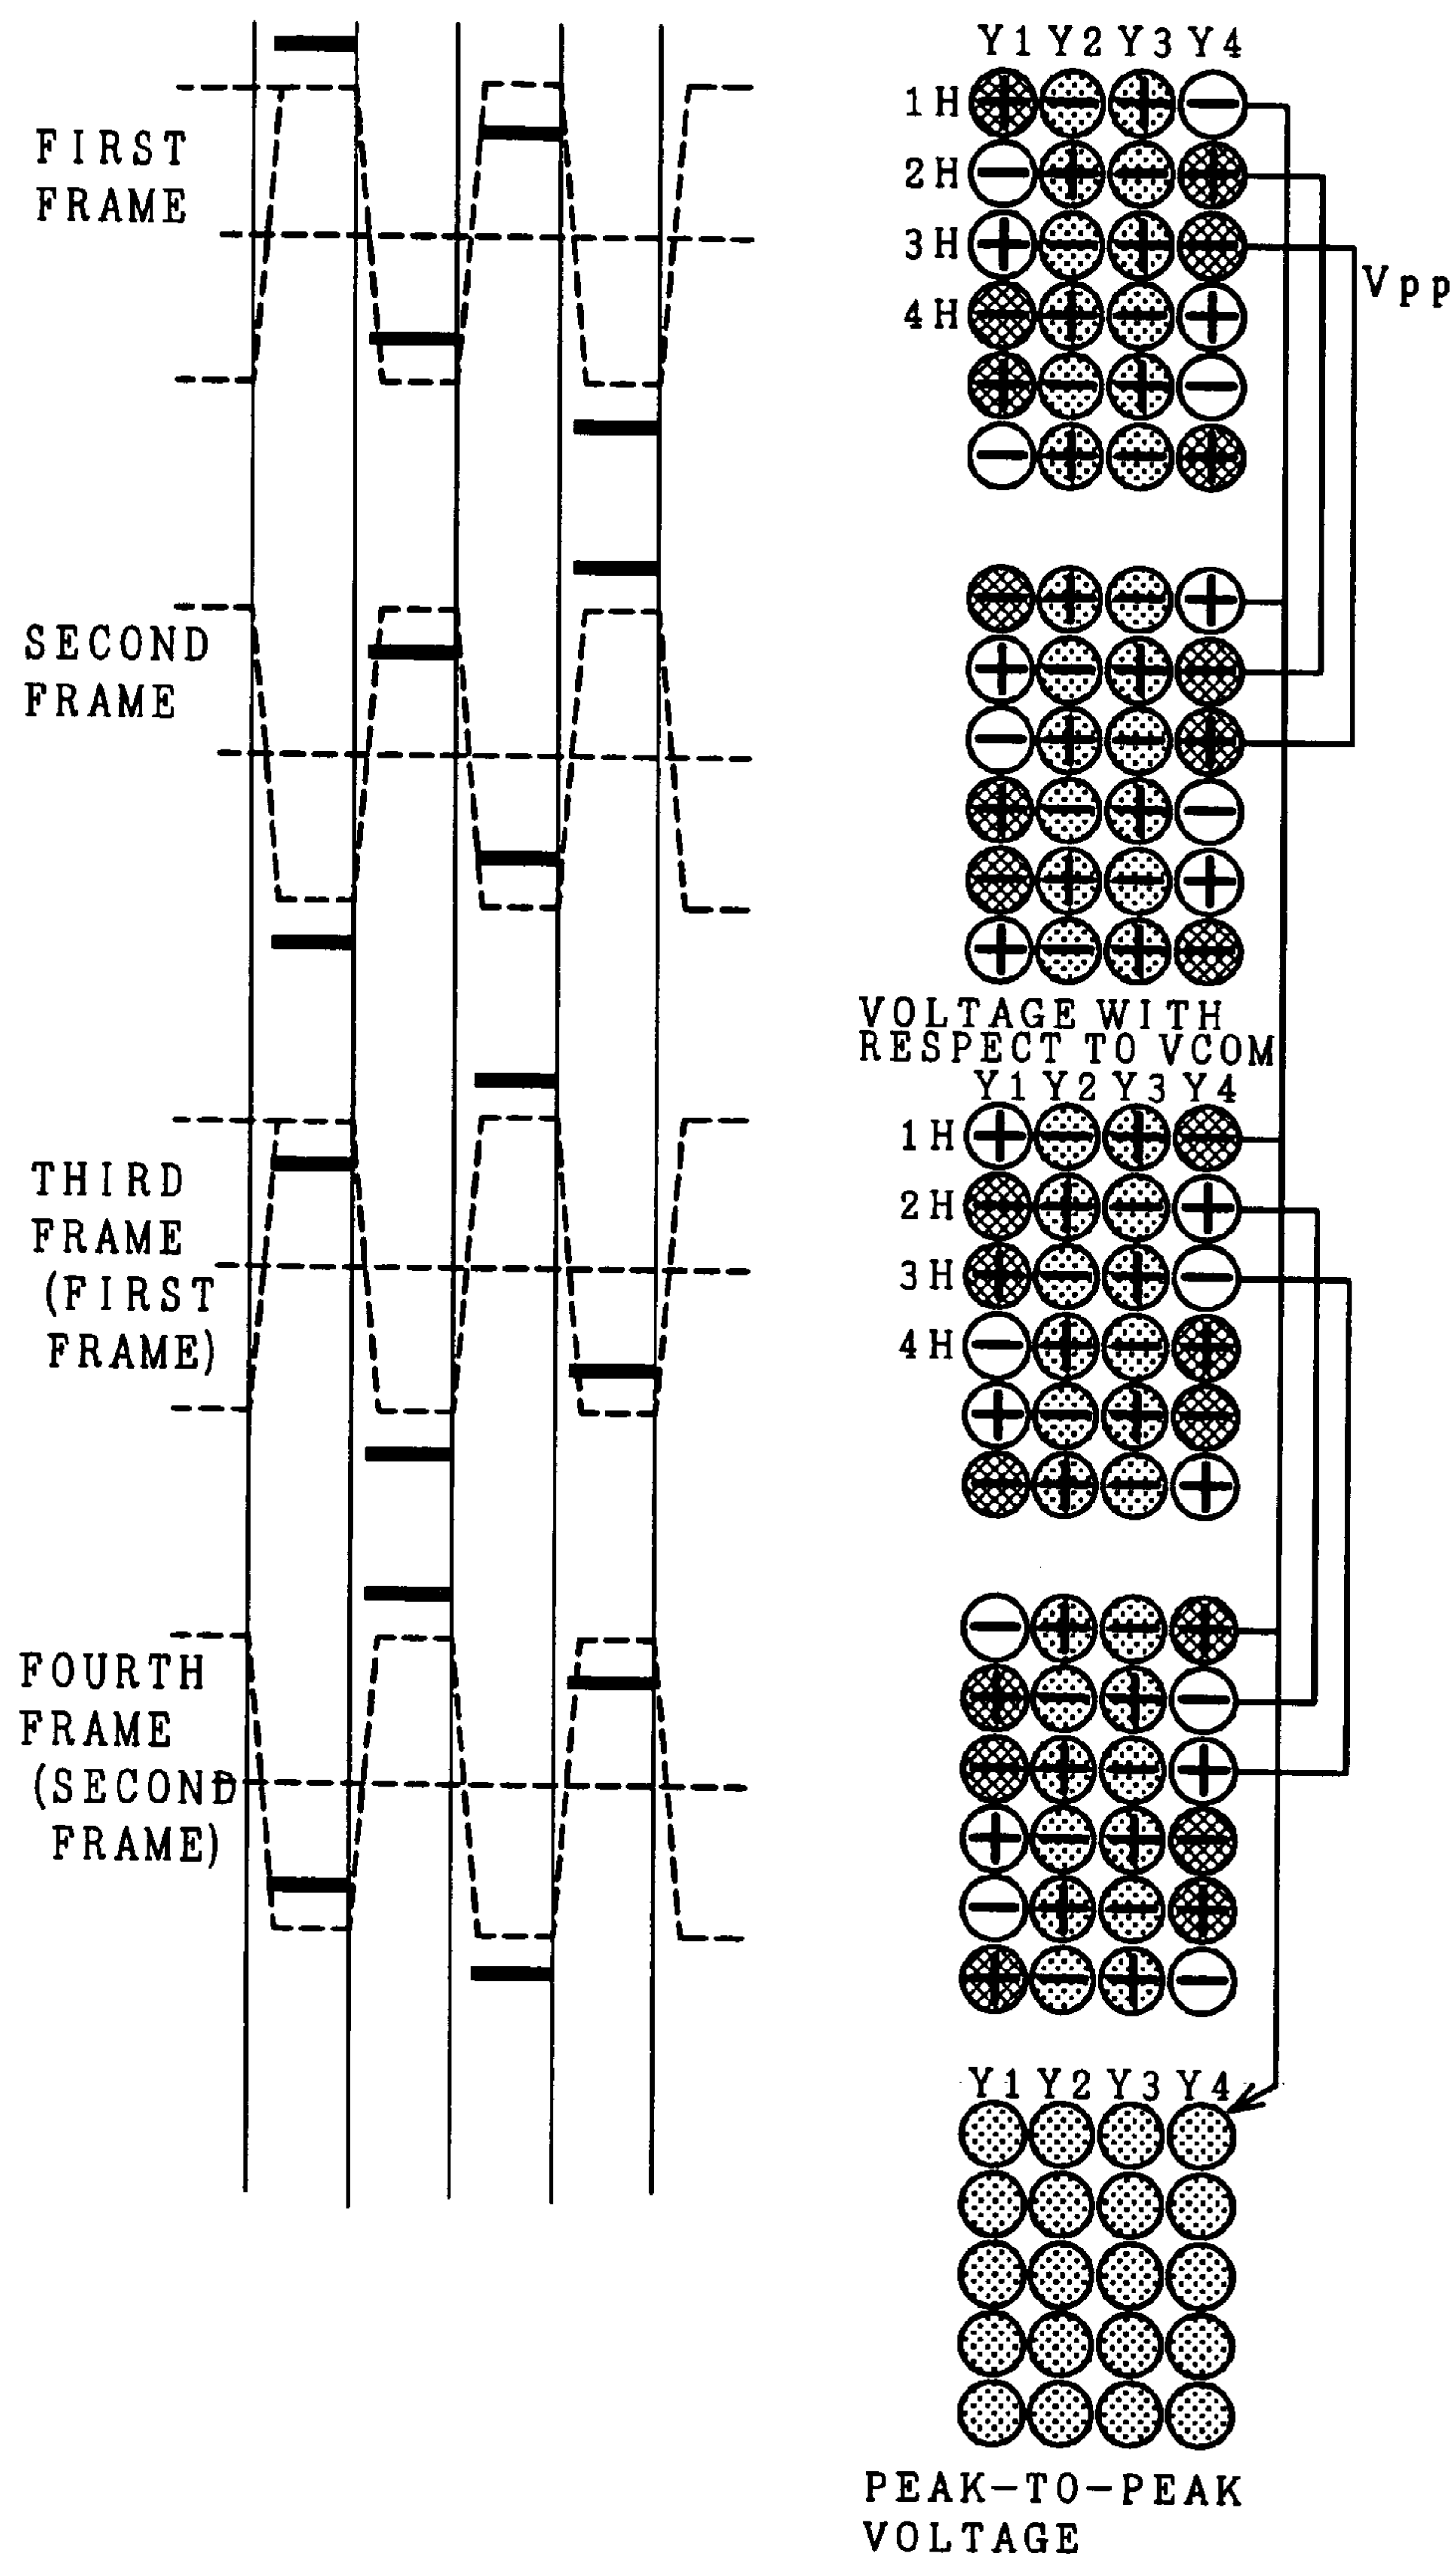 FIRST
FRAME
Y1 Y2 Y3 Y4
1H
2H
3H
4H
Vpp
SECOND
FRAME
VOLTAGE WITH
RESPECT TO VCOM
THIRD
FRAME
(FIRST
FRAME)
Y1 Y2 Y3 Y4
1H
2H
3H
4H
FOURTH
FRAME
(SECOND
FRAME)
Y1 Y2 Y3 Y4
PEAK-TO-PEAK
VOLTAGE